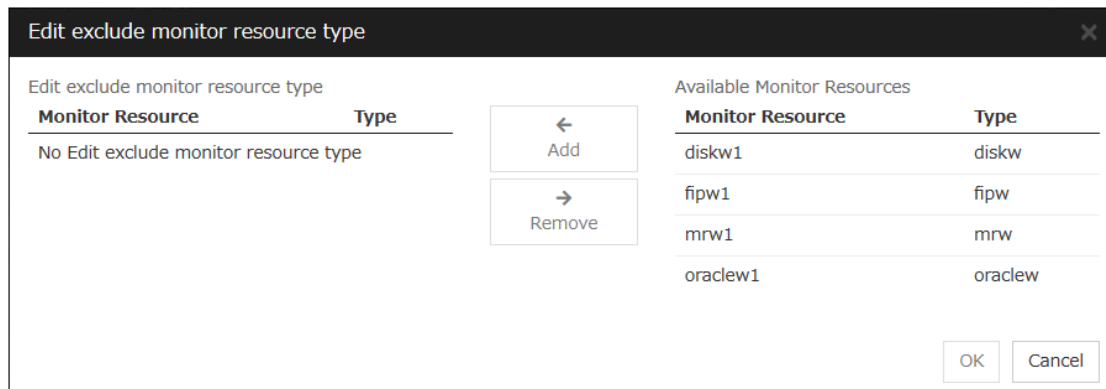 Edit exclude monitor resource type
Edit exclude monitor resource type
Monitor Resource Type
No Edit exclude monitor resource type
Add
Remove
Available Monitor Resources
Monitor Resource Type
diskw1 diskw
fipw1 fipw
mrw1 mrw
oraclew1 oraclew
OK Cancel